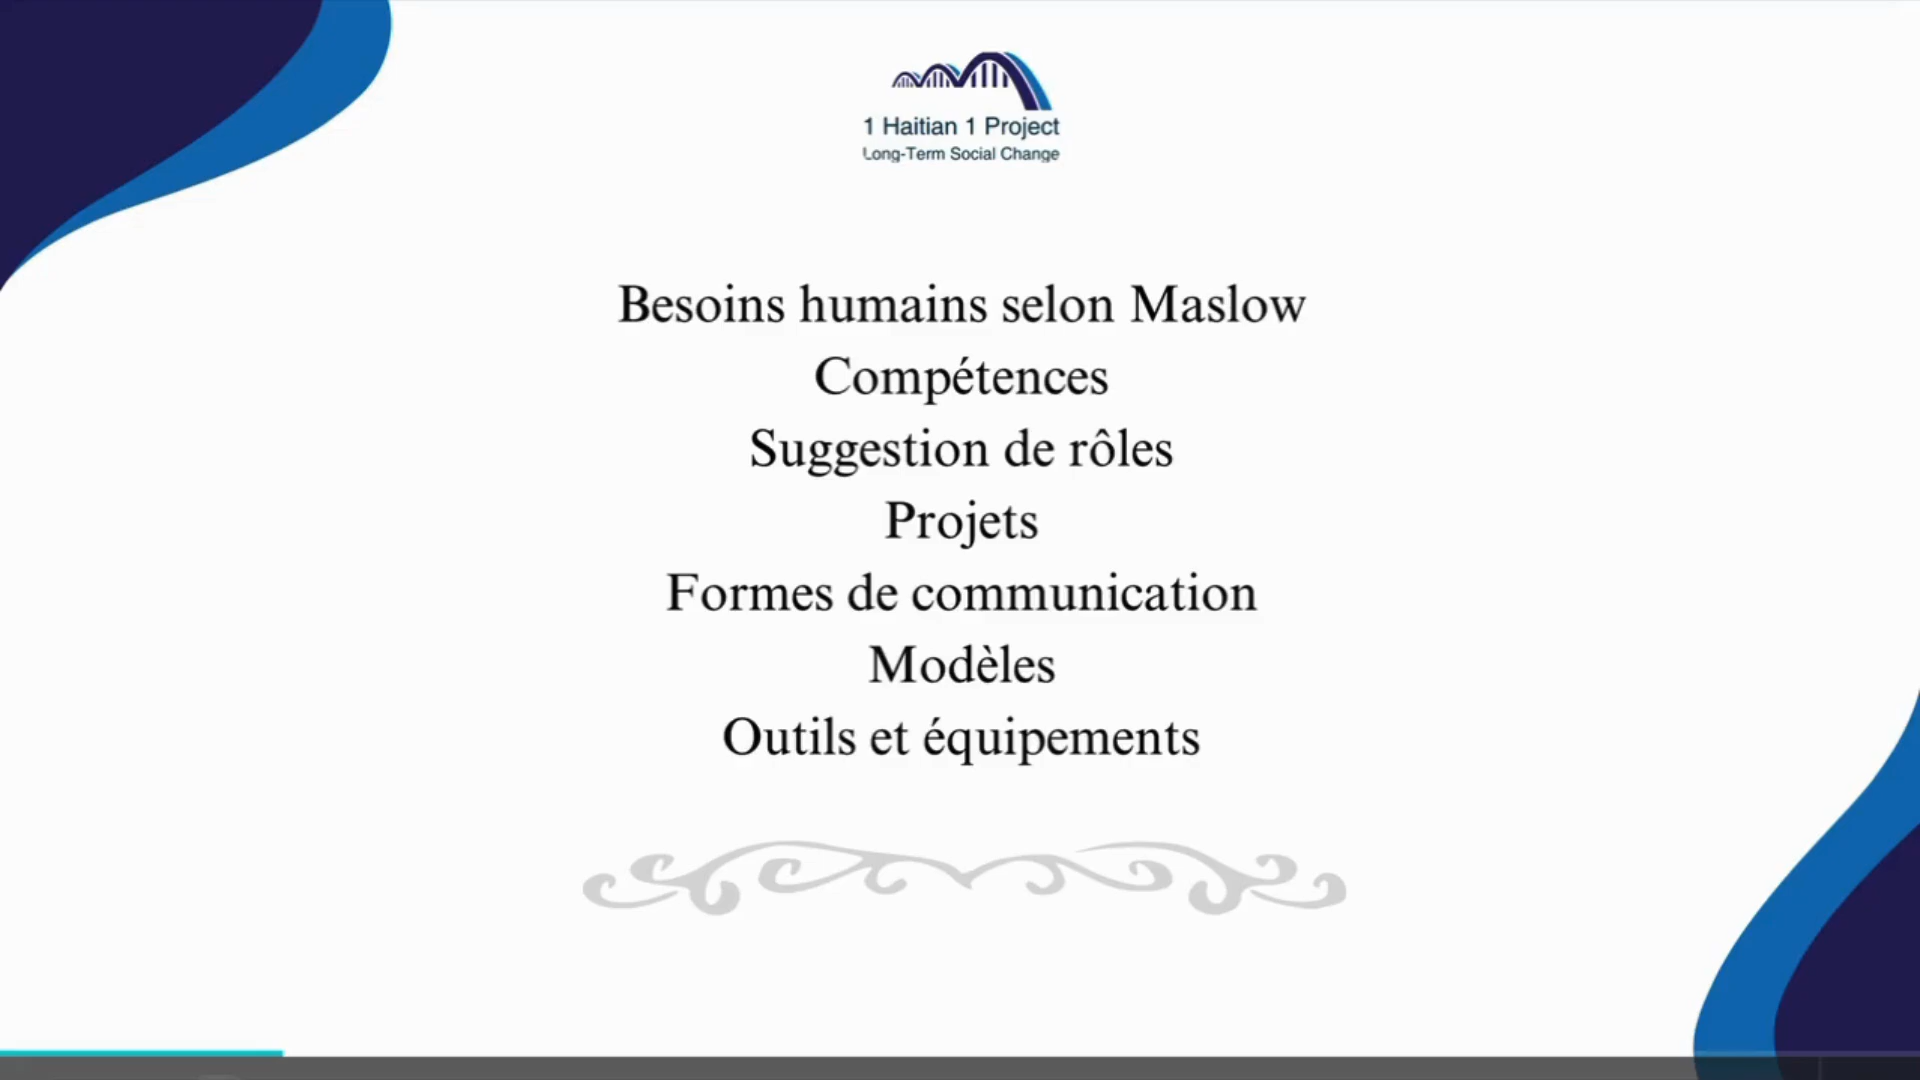 1 Haitian 1 Project
Long-Term Social Change
Besoins humains selon Maslow
Compétences
Suggestion de rôles
Projets
Formes de communication
Modèles
Outils et équipements